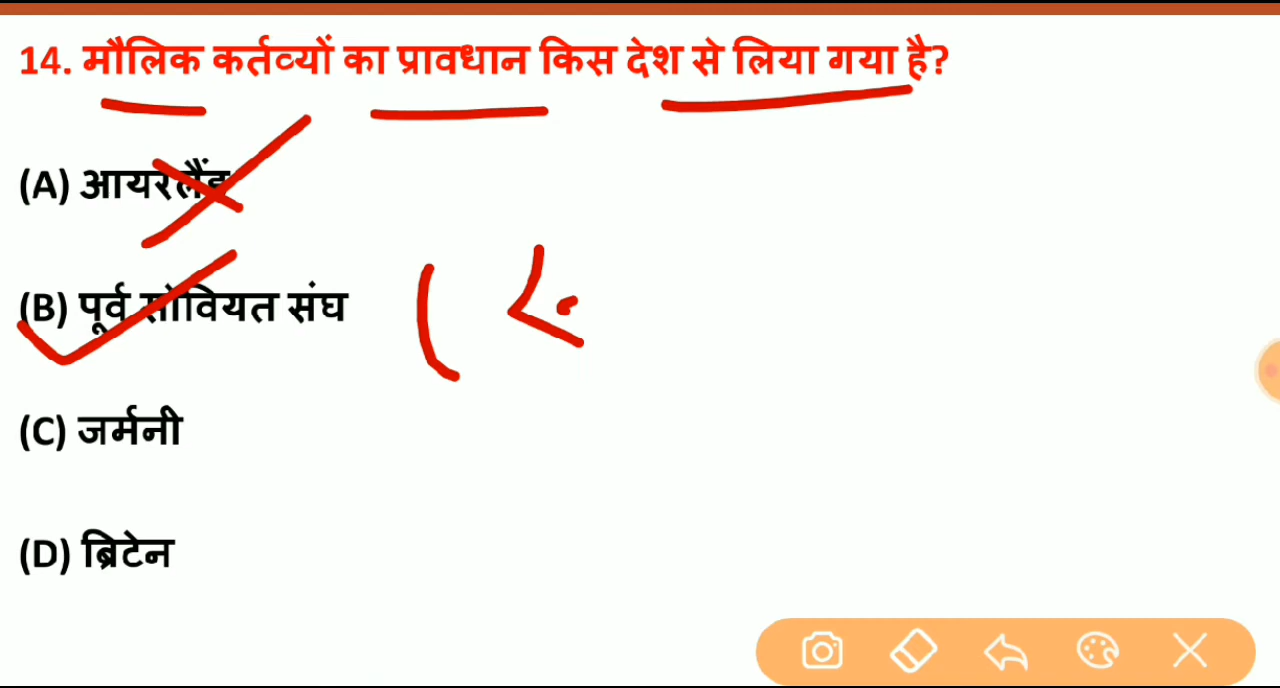 14. मौलिक कर्तव्यों का प्रावधान किस देश से लिया गया है?
(A) आयरलैंड
(B) पूर्व सोवियत संघ
(C) जर्मनी
(D) ब्रिटेन